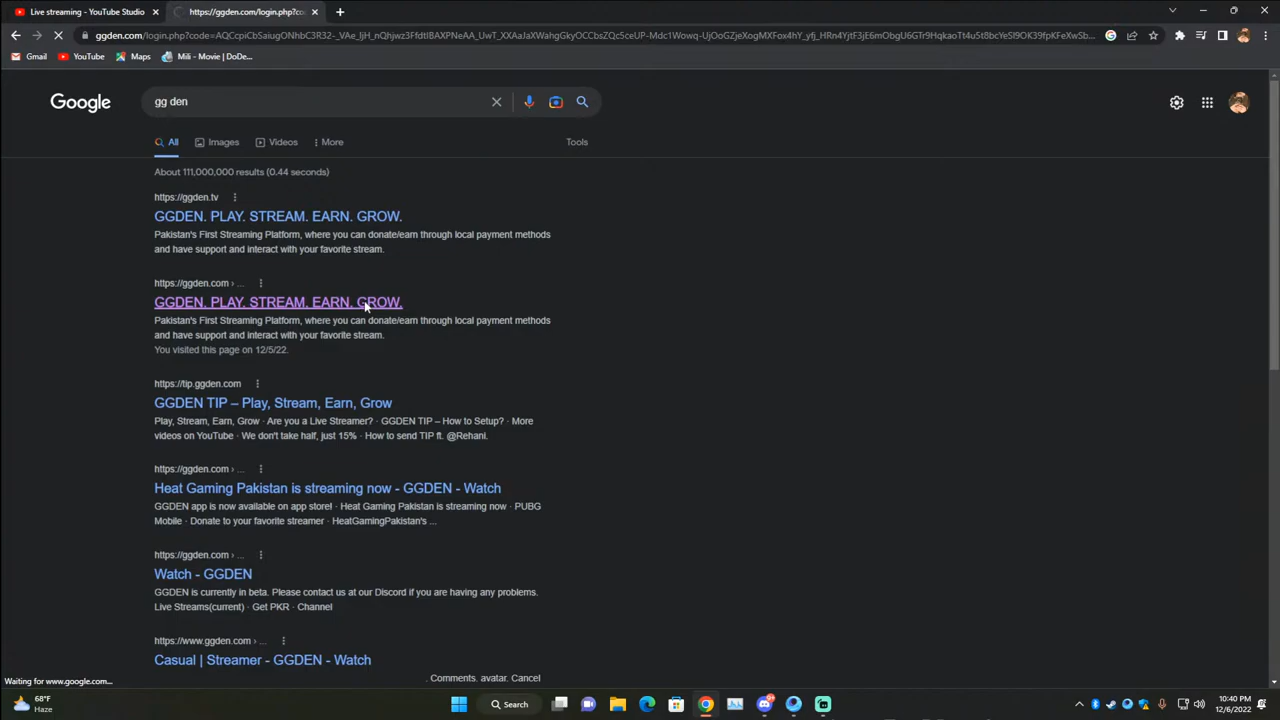 Live streaming - YouTube Studio
https://ggden.com/login.php?co
Gmail
YouTube
Maps
Mili - Movie | DoDe...
Google
gg den
All
Images
Videos
More
Tools
About 111,000,000 results (0.44 seconds)
https://ggden.tv
GGDEN. PLAY. STREAM. EARN. GROW.
Pakistan's First Streaming Platform, where you can donate/earn through local payment methods
and have support and interact with your favorite stream.
https://ggden.com › ...
GGDEN. PLAY. STREAM. EARN. GROW.
Pakistan's First Streaming Platform, where you can donate/earn through local payment methods
and have support and interact with your favorite stream.
You visited this page on 12/5/22.
https://tip.ggden.com
GGDEN TIP – Play, Stream, Earn, Grow
Play, Stream, Earn, Grow · Are you a Live Streamer? · GGDEN TIP – How to Setup? · More
videos on YouTube · We don't take half, just 15% · How to send TIP ft. @Rehani.
https://ggden.com › ...
Heat Gaming Pakistan is streaming now - GGDEN - Watch
GGDEN app is now available on app store! · Heat Gaming Pakistan is streaming now · PUBG
Mobile · Donate to your favorite streamer · HeatGamingPakistan's ...
https://ggden.com › ...
Watch - GGDEN
GGDEN is currently in beta. Please contact us at our Discord if you are having any problems.
Live Streams(current) · Get PKR · Channel
https://www.ggden.com › ...
Casual | Streamer - GGDEN - Watch
. Comments. avatar. Cancel
Waiting for www.google.com...
68°F
Haze
Search
10:40 PM
12/6/2022